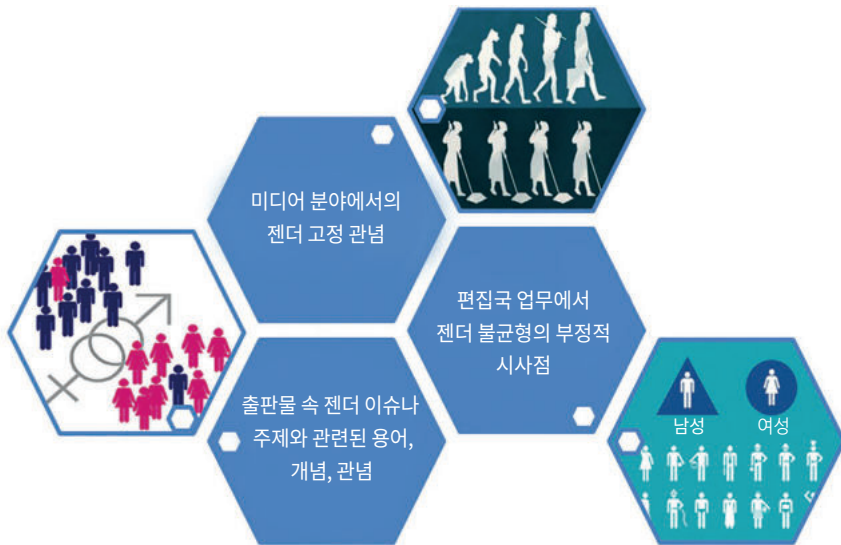 미디어 분야에서의
젠더 고정 관념
편집국 업무에서
젠더 불균형의 부정적
시사점
출판물 속 젠더 이슈나
주제와 관련된 용어,
개념, 관념
남성
여성